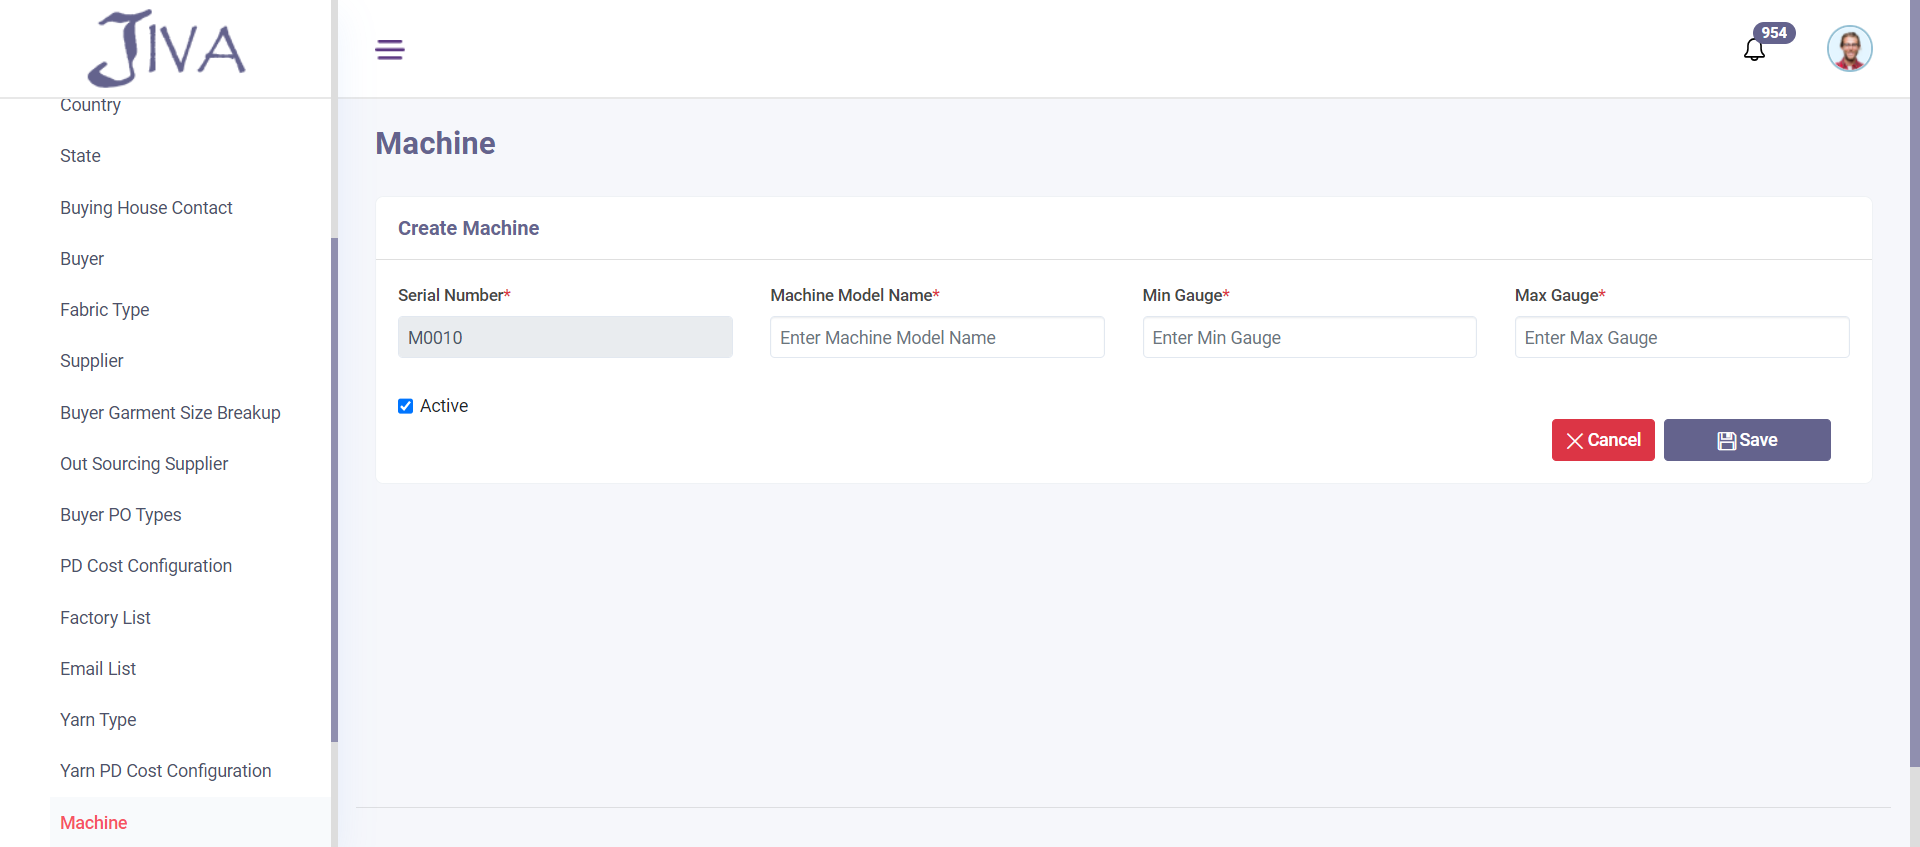 JIVA
954
Country
State
Buying House Contact
Buyer
Fabric Type
Supplier
Buyer Garment Size Breakup
Out Sourcing Supplier
Buyer PO Types
PD Cost Configuration
Factory List
Email List
Yarn Type
Yarn PD Cost Configuration
Machine
Machine
Create Machine
Serial Number* Machine Model Name* Min Gauge* Max Gauge*
M0010 Enter Machine Model Name Enter Min Gauge Enter Max Gauge
Active
Cancel Save